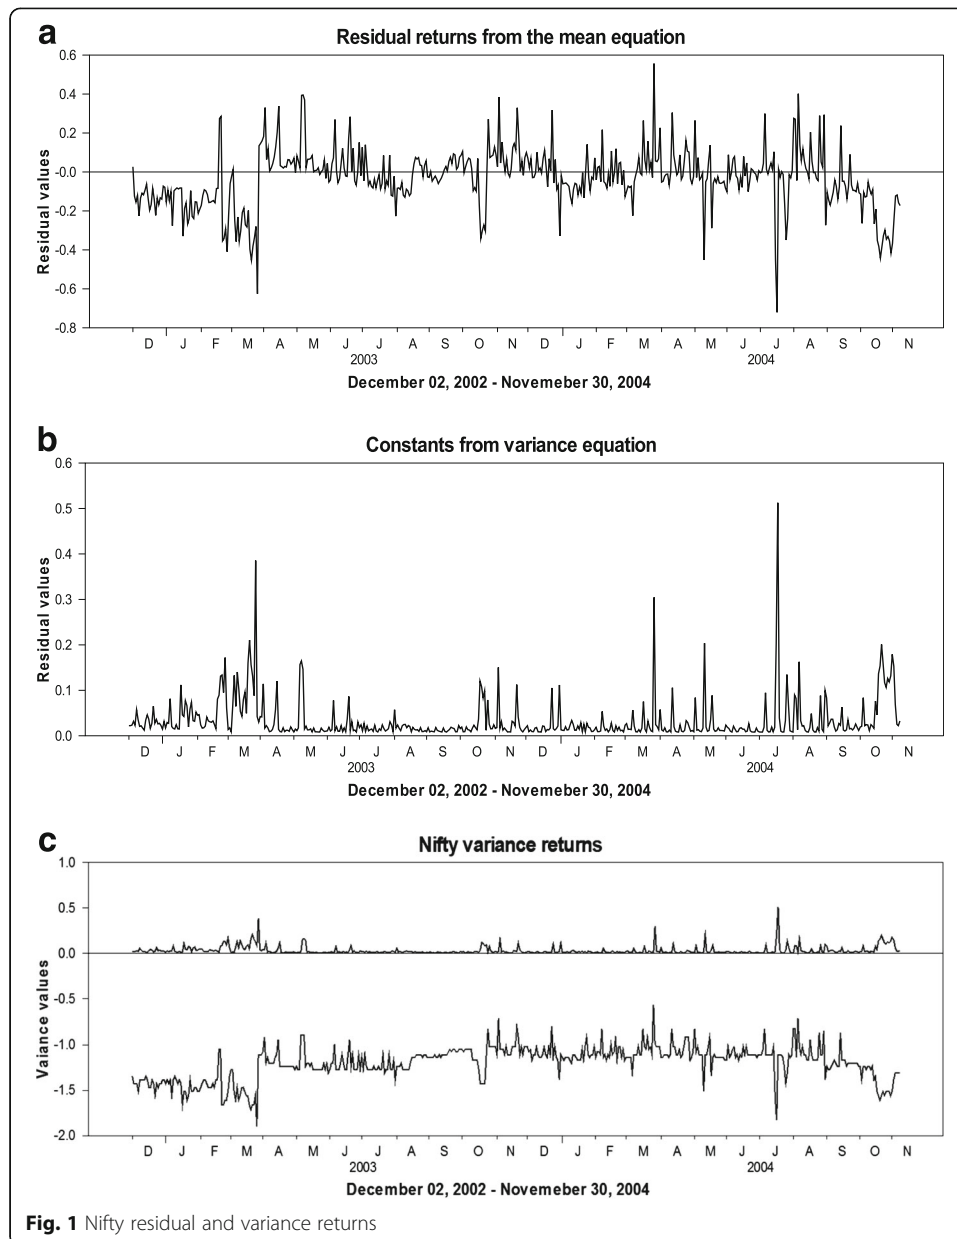 a
Residual returns from the mean equation
Residual values
0.6
0.4
0.2
-0.0
-0.2
-0.4
-0.6
-0.8
D J F M A M J J A S O N D J F M A M J J A S O N
2003 2004
December 02, 2002 - Novemeber 30, 2004
b
Constants from variance equation
Residual values
0.6
0.5
0.4
0.3
0.2
0.1
0.0
D J F M A M J J A S O N D J F M A M J J A S O N
2003 2004
December 02, 2002 - Novemeber 30, 2004
c
Nifty variance returns
Vaiance values
1.0
0.5
0.0
-0.5
-1.0
-1.5
-2.0
D J F M A M J J A S O N D J F M A M J J A S O N
2003 2004
December 02, 2002 - Novemeber 30, 2004
Fig. 1 Nifty residual and variance returns